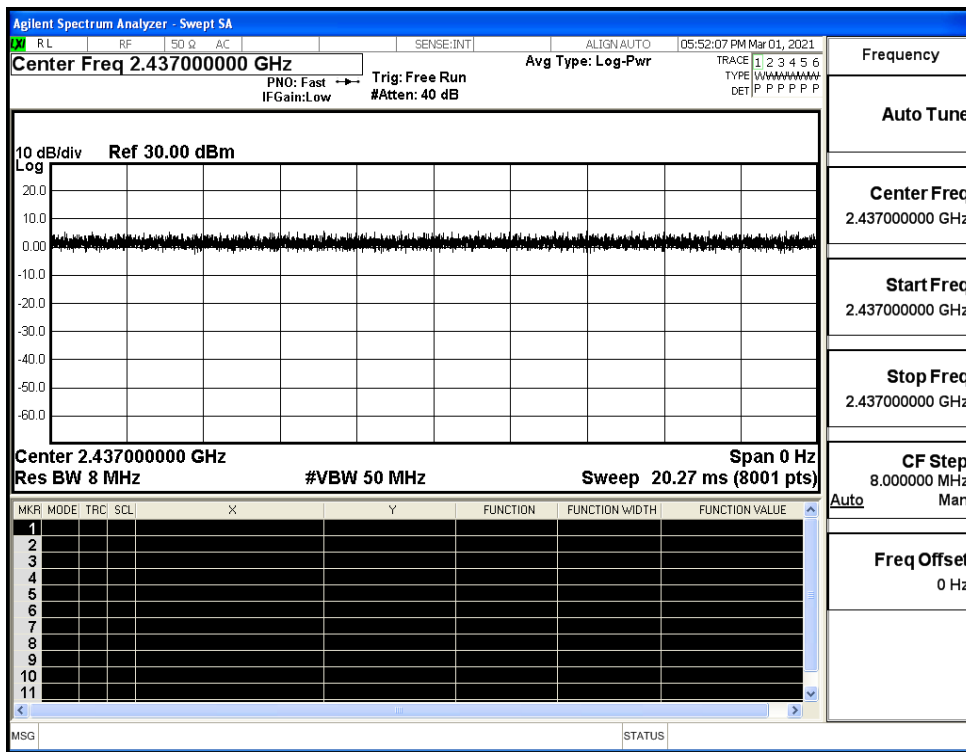 Agilent Spectrum Analyzer - Swept SA
LXI RL RF 50 Ω AC SENSE:INT ALIGN AUTO 05:52:07 PM Mar 01, 2021
Center Freq 2.437000000 GHz
PNO: Fast
IFGain:Low
Trig: Free Run
#Atten: 40 dB
Avg Type: Log-Pwr
TRACE 1 2 3 4 5 6
TYPE WWWWWW
DET P P P P P P
10 dB/div Ref 30.00 dBm
Log
20.0
10.0
0.00
-10.0
-20.0
-30.0
-40.0
-50.0
-60.0
Center 2.437000000 GHz Span 0 Hz
Res BW 8 MHz #VBW 50 MHz Sweep 20.27 ms (8001 pts)
MKR MODE TRC SCL X Y FUNCTION FUNCTION WIDTH FUNCTION VALUE
1
2
3
4
5
6
7
8
9
10
11
MSG STATUS
Frequency
Auto Tune
Center Freq
2.437000000 GHz
Start Freq
2.437000000 GHz
Stop Freq
2.437000000 GHz
CF Step
8.000000 MHz
Auto Man
Freq Offset
0 Hz